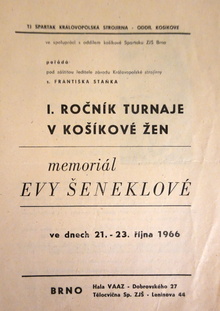 TJ SPARTAK KRÁLOVOPOLSKÁ STROJÍRNA - ODDÍL KOŠÍKOVÉ
ve spolupráci s oddílem košíkové Spartaku ZJŠ Brno
pořádá
pod záštitou ředitele závodu Královopolské strojírny
s. FRANTIŠKA STAŇKA
I. ROČNÍK TURNAJE
V KOŠÍKOVÉ ŽEN
memoriál
EVY ŠENEKLOVÉ
ve dnech 21. - 23. října 1966
BRNO
Hala VAAZ - Dobrovského 27
Tělocvična Sp. ZJŠ - Leninova 44